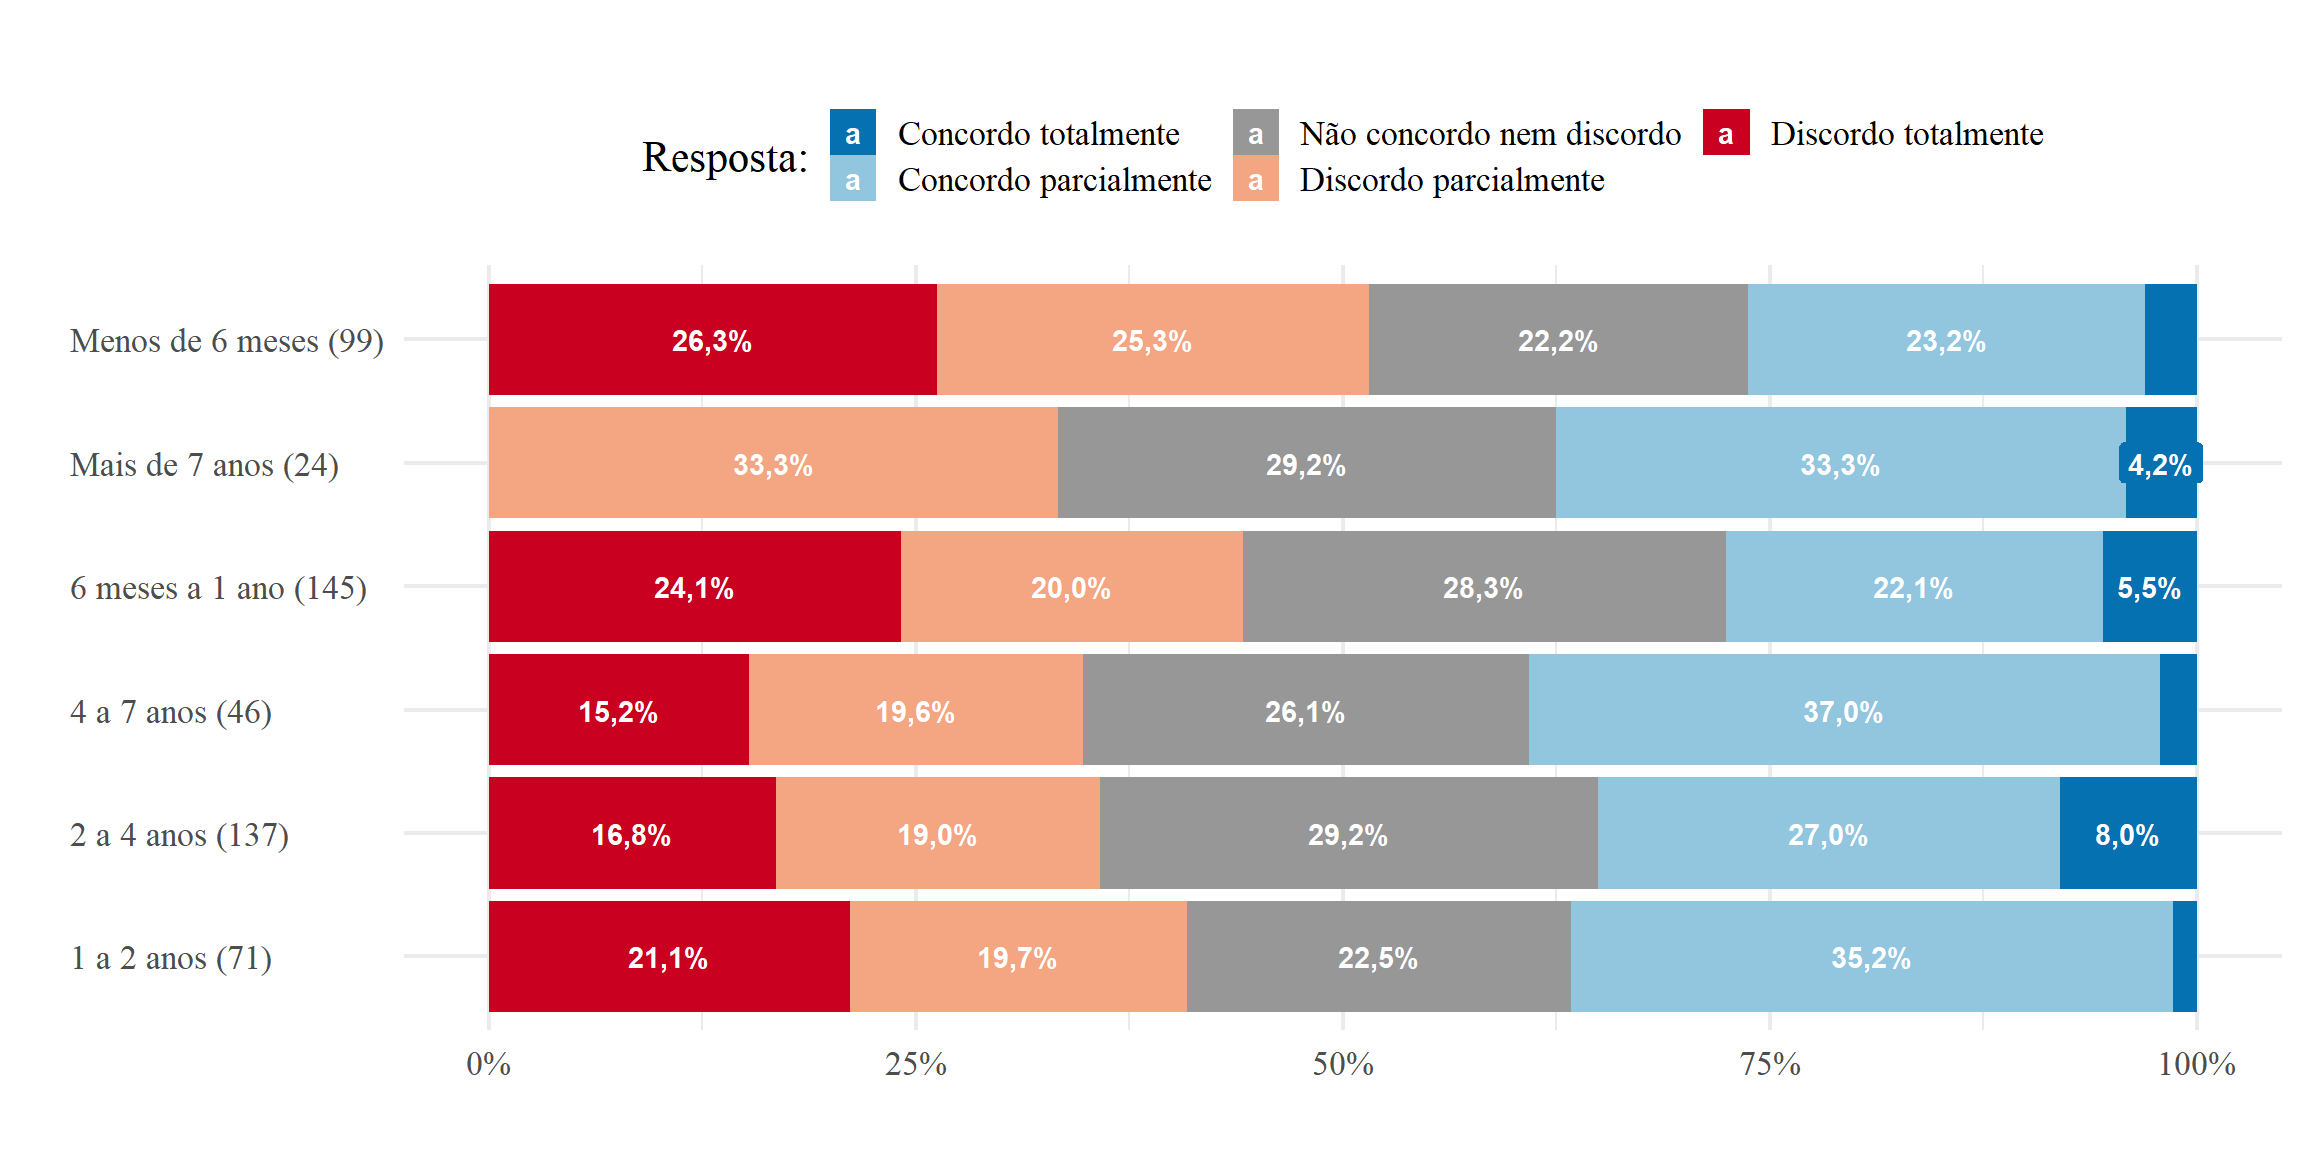 Resposta:
a Concordo totalmente a Não concordo nem discordo a Discordo totalmente
a Concordo parcialmente a Discordo parcialmente
Menos de 6 meses (99) 26,3% 25,3% 22,2% 23,2%
Mais de 7 anos (24) 33,3% 29,2% 33,3% 4,2%
6 meses a 1 ano (145) 24,1% 20,0% 28,3% 22,1% 5,5%
4 a 7 anos (46) 15,2% 19,6% 26,1% 37,0%
2 a 4 anos (137) 16,8% 19,0% 29,2% 27,0% 8,0%
1 a 2 anos (71) 21,1% 19,7% 22,5% 35,2%
0% 25% 50% 75% 100%